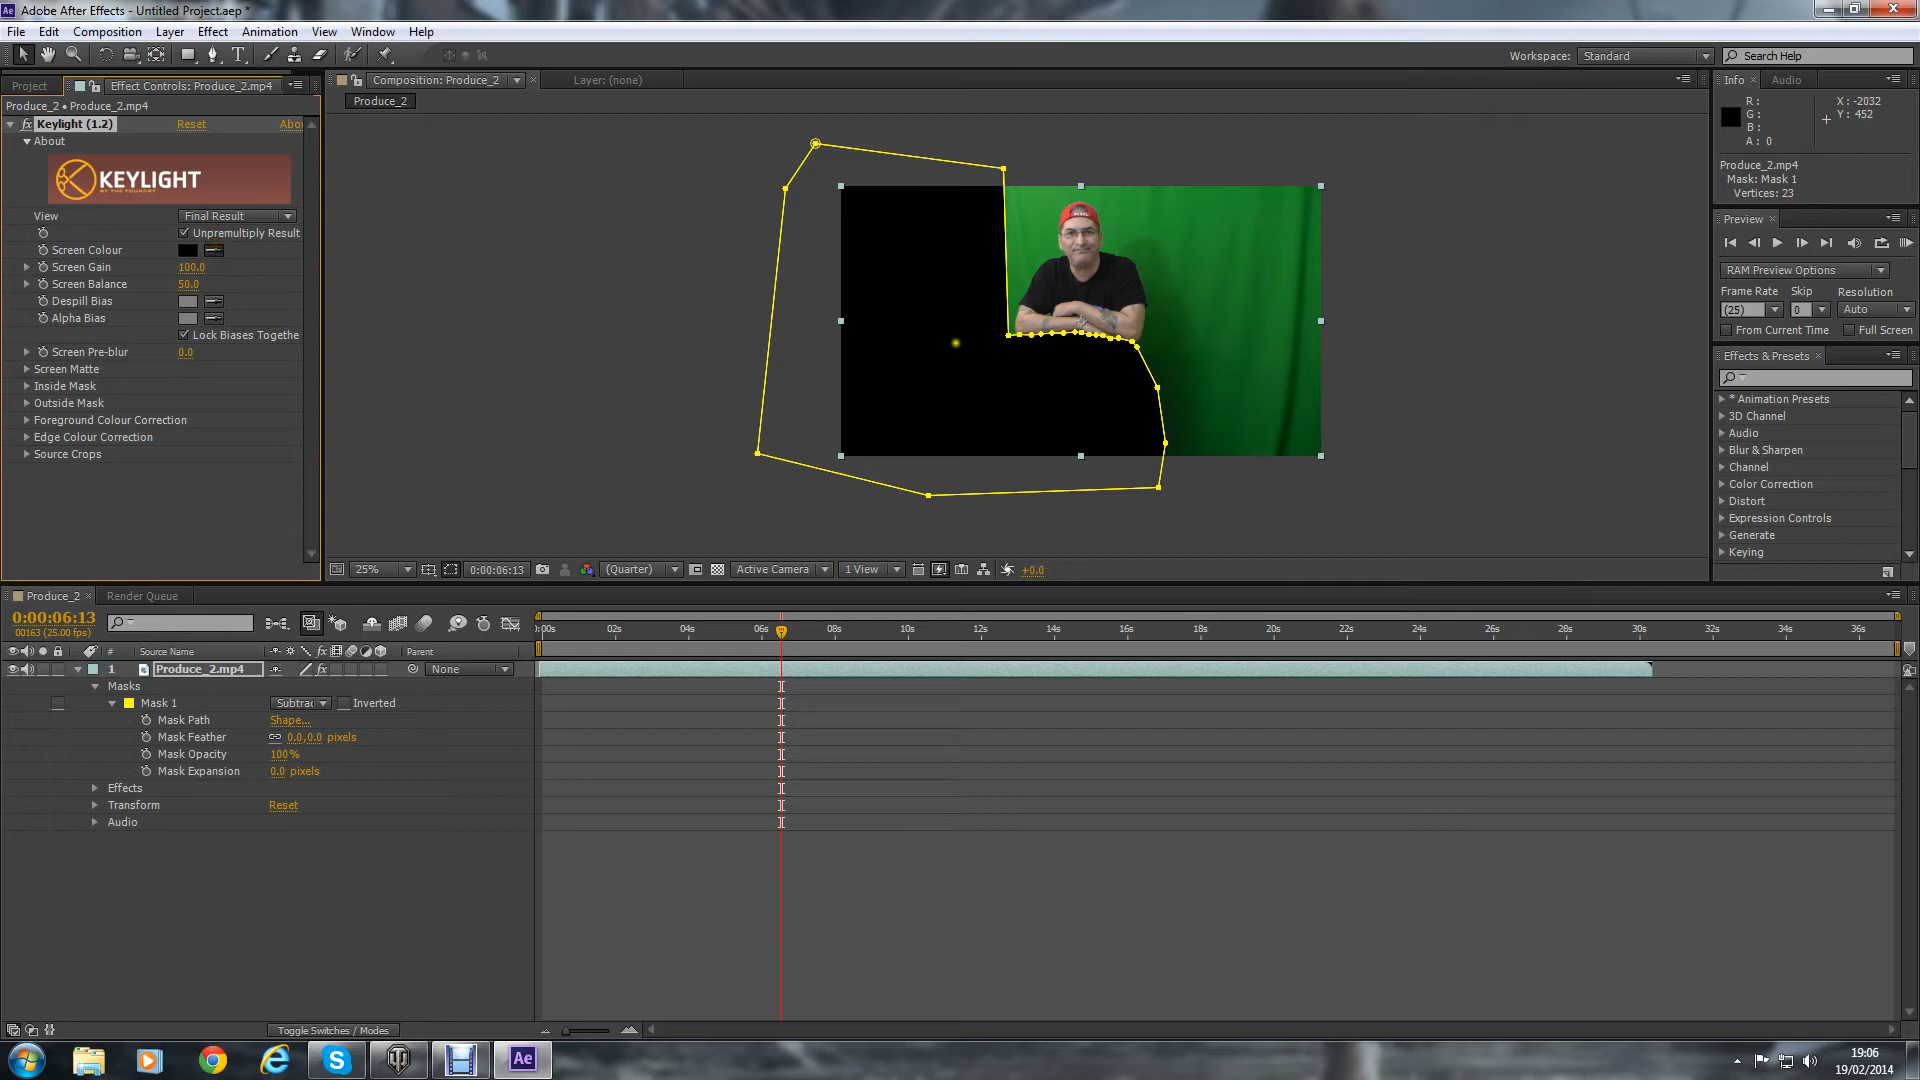 Adobe After Effects - Untitled Project.aep *
File Edit Composition Layer Effect Animation View Window Help
Workspace: Standard Search Help
Project Effect Controls: Produce_2.mp4
Composition: Produce_2 Layer: (none)
Info Audio
Produce_2 • Produce_2.mp4
Produce_2
Keylight (1.2) Reset Abou
About
KEYLIGHT
BY THE FOUNDRY
View Final Result
Unpremultiply Result
Screen Colour
Screen Gain 100.0
Screen Balance 50.0
Despill Bias
Alpha Bias
Lock Biases Togethe
Screen Pre-blur 0.0
Screen Matte
Inside Mask
Outside Mask
Foreground Colour Correction
Edge Colour Correction
Source Crops
25% 0:00:06:13 (Quarter) Active Camera 1 View +0.0
R : X : -2032
G : Y : 452
B :
A : 0
Produce_2.mp4
Mask: Mask 1
Vertices: 23
Preview
RAM Preview Options
Frame Rate Skip Resolution
(25) 0 Auto
From Current Time Full Screen
Effects & Presets
* Animation Presets
3D Channel
Audio
Blur & Sharpen
Channel
Color Correction
Distort
Expression Controls
Generate
Keying
Produce_2 Render Queue
0:00:06:13
00163 (25.00 fps)
:00s 02s 04s 06s 08s 10s 12s 14s 16s 18s 20s 22s 24s 26s 28s 30s 32s 34s 36s
# Source Name fx Parent
1 Produce_2.mp4 fx None
Masks
Mask 1 Subtrac Inverted
Mask Path Shape...
Mask Feather 0.0,0.0 pixels
Mask Opacity 100%
Mask Expansion 0.0 pixels
Effects
Transform Reset
Audio
Toggle Switches / Modes
Ae
19:06
19/02/2014